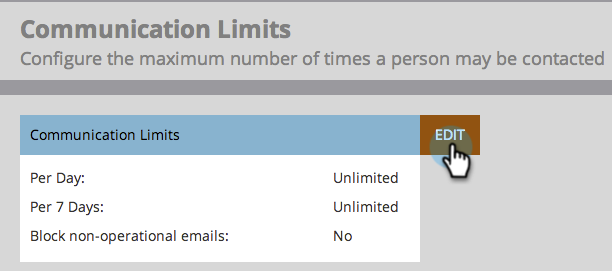 Communication Limits
Configure the maximum number of times a person may be contacted
Communication Limits EDIT
Per Day: Unlimited
Per 7 Days: Unlimited
Block non-operational emails: No